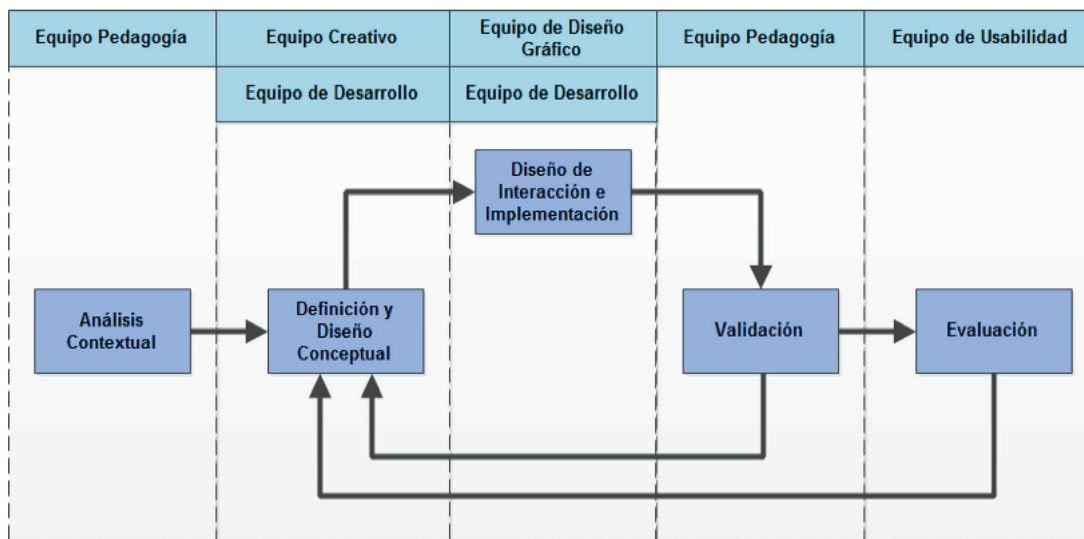 Equipo Pedagogía
Equipo Creativo
Equipo de Diseño
Gráfico
Equipo Pedagogía
Equipo de Usabilidad
Equipo de Desarrollo
Equipo de Desarrollo
Diseño de
Interacción e
Implementación
Análisis
Contextual
Definición y
Diseño
Conceptual
Validación
Evaluación